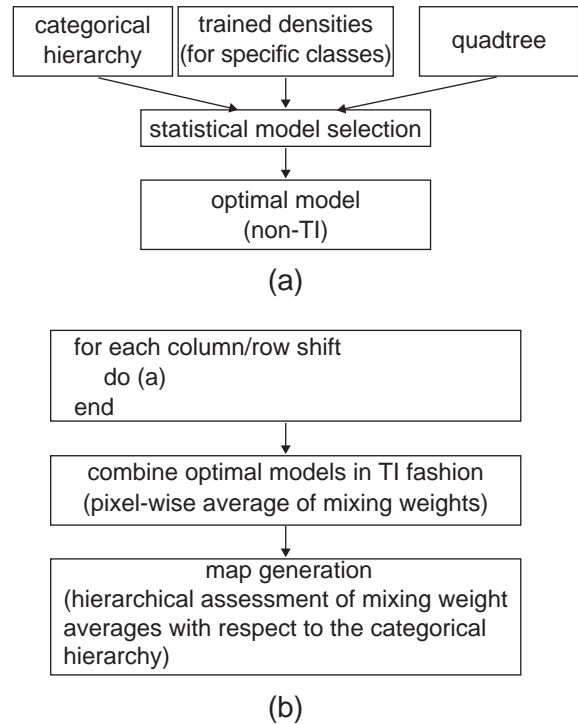 categorical
hierarchy
trained densities
(for specific classes)
quadtree
statistical model selection
optimal model
(non-TI)
(a)
for each column/row shift
do (a)
end
combine optimal models in TI fashion
(pixel-wise average of mixing weights)
map generation
(hierarchical assessment of mixing weight
averages with respect to the categorical
hierarchy)
(b)